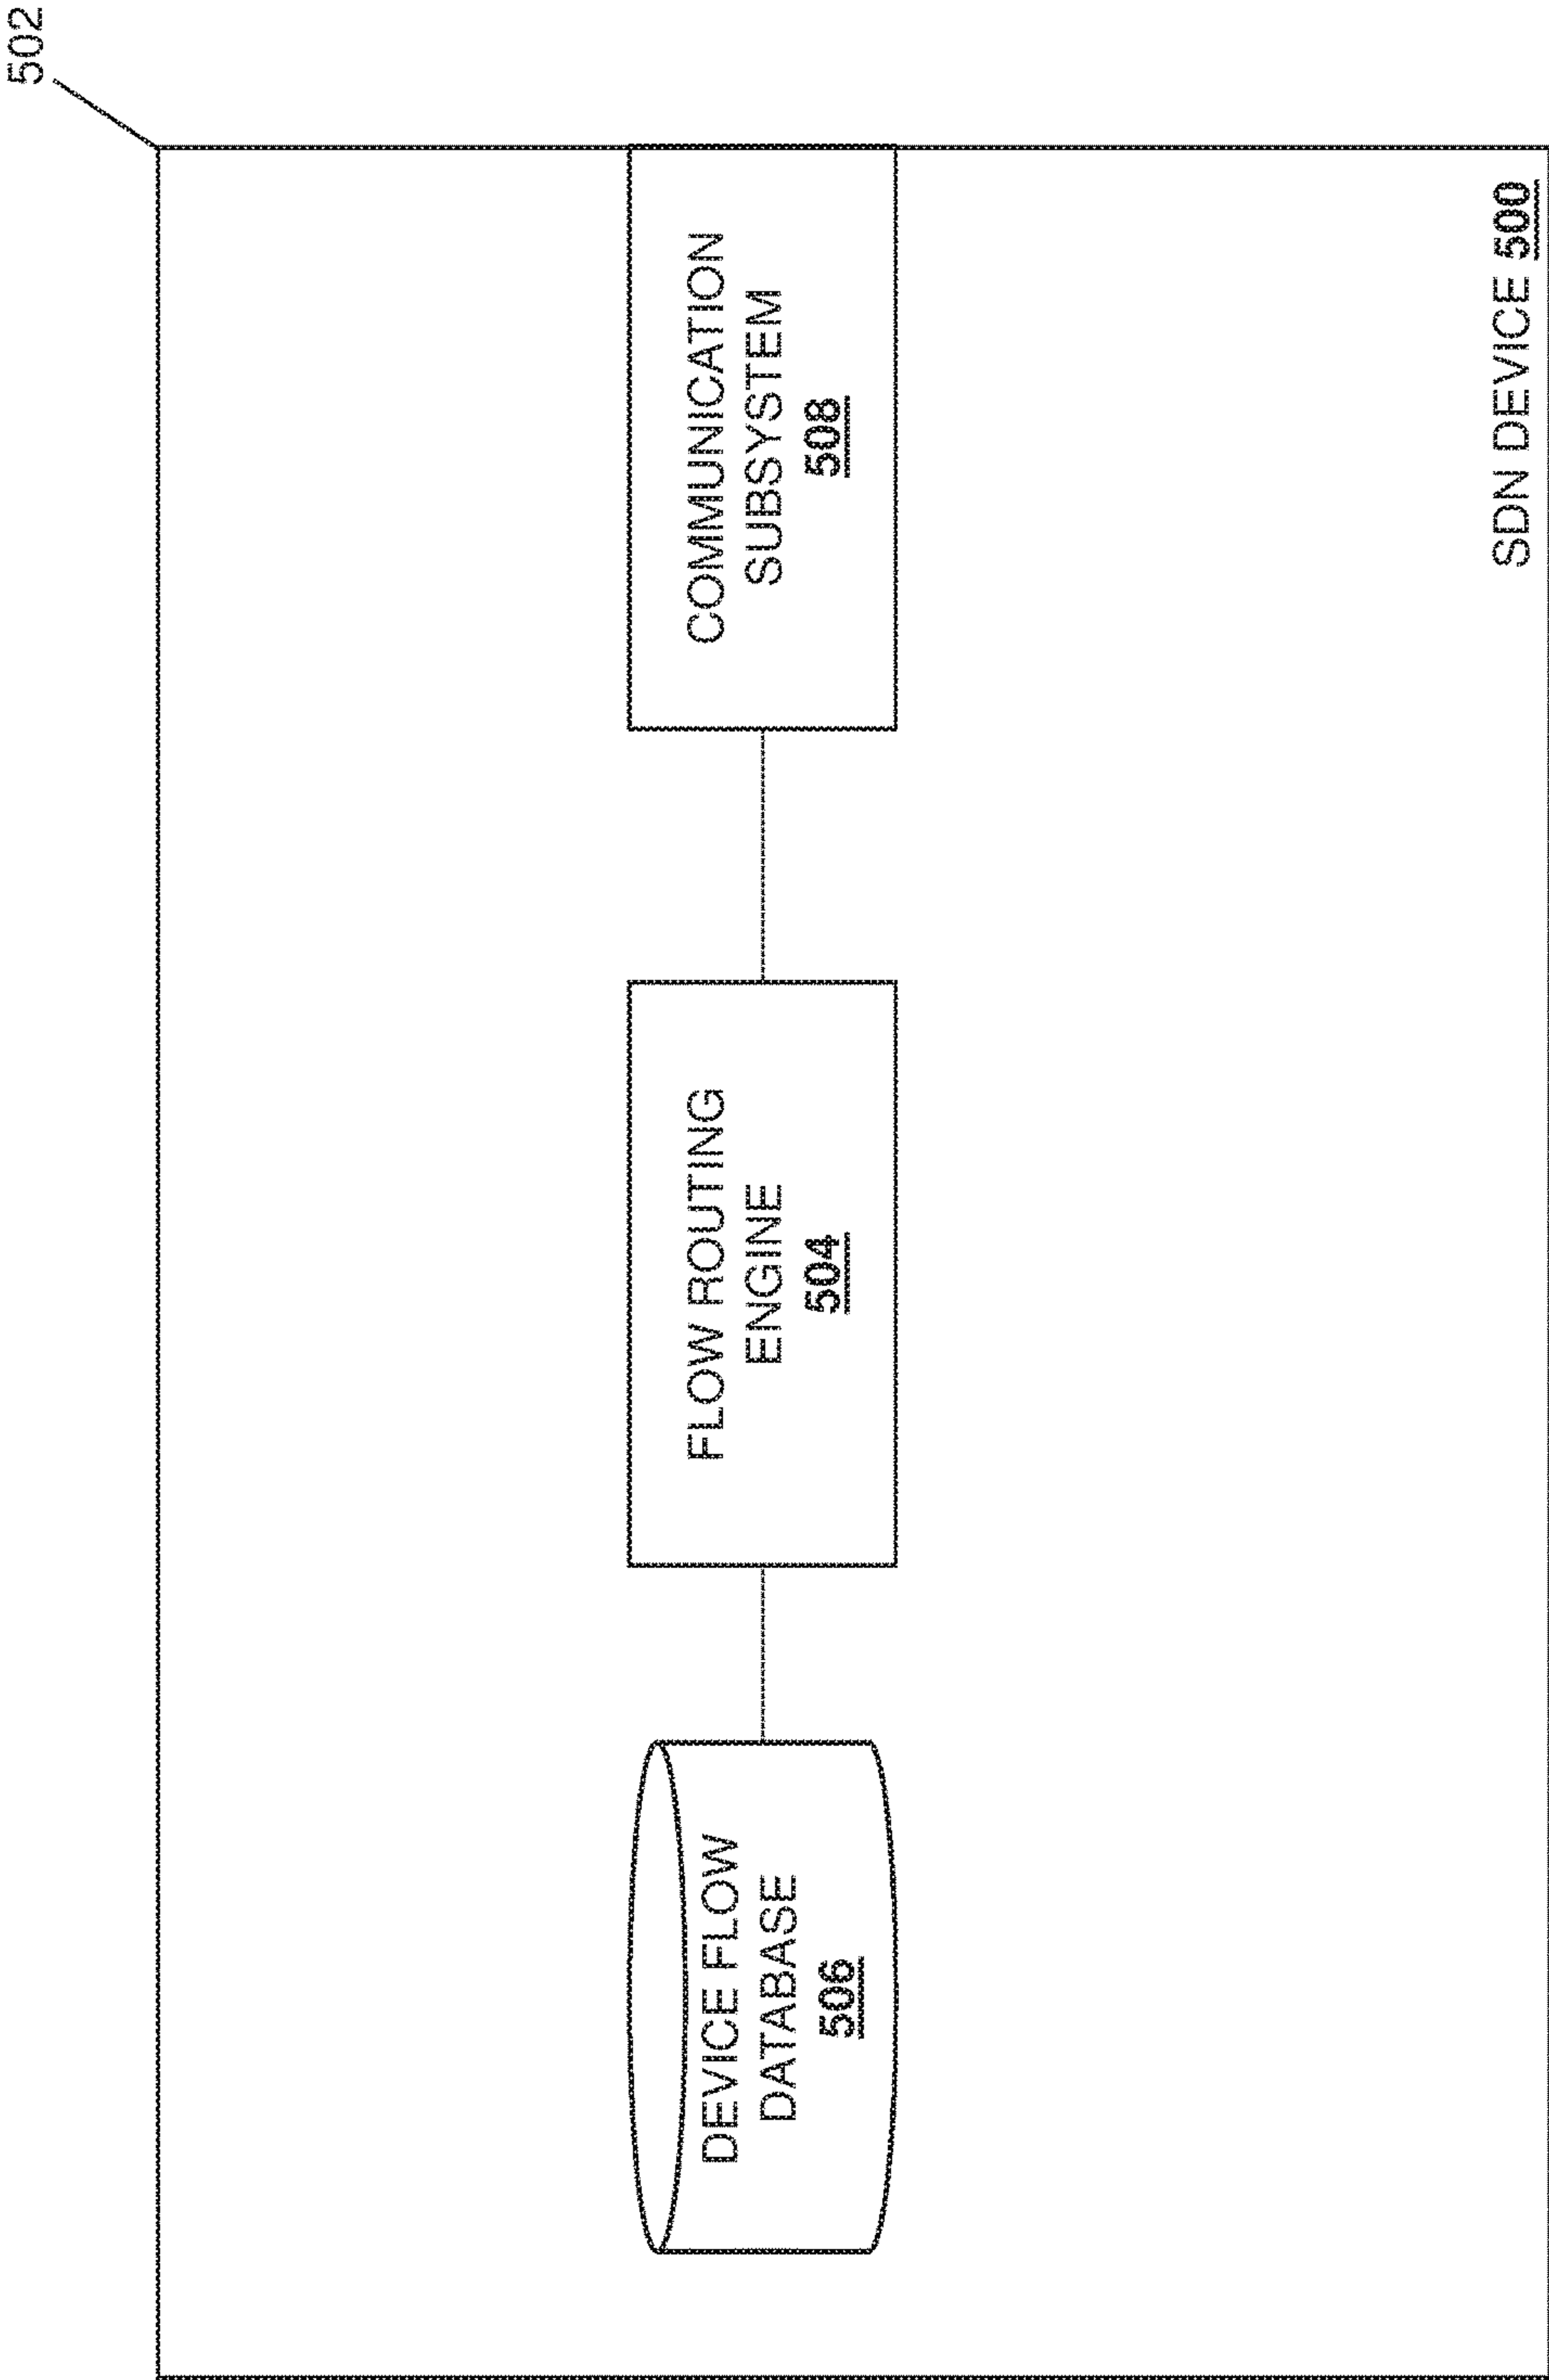 502
DEVICE FLOW
DATABASE
506
FLOW ROUTING
ENGINE
504
COMMUNICATION
SUBSYSTEM
508
SDN DEVICE 500